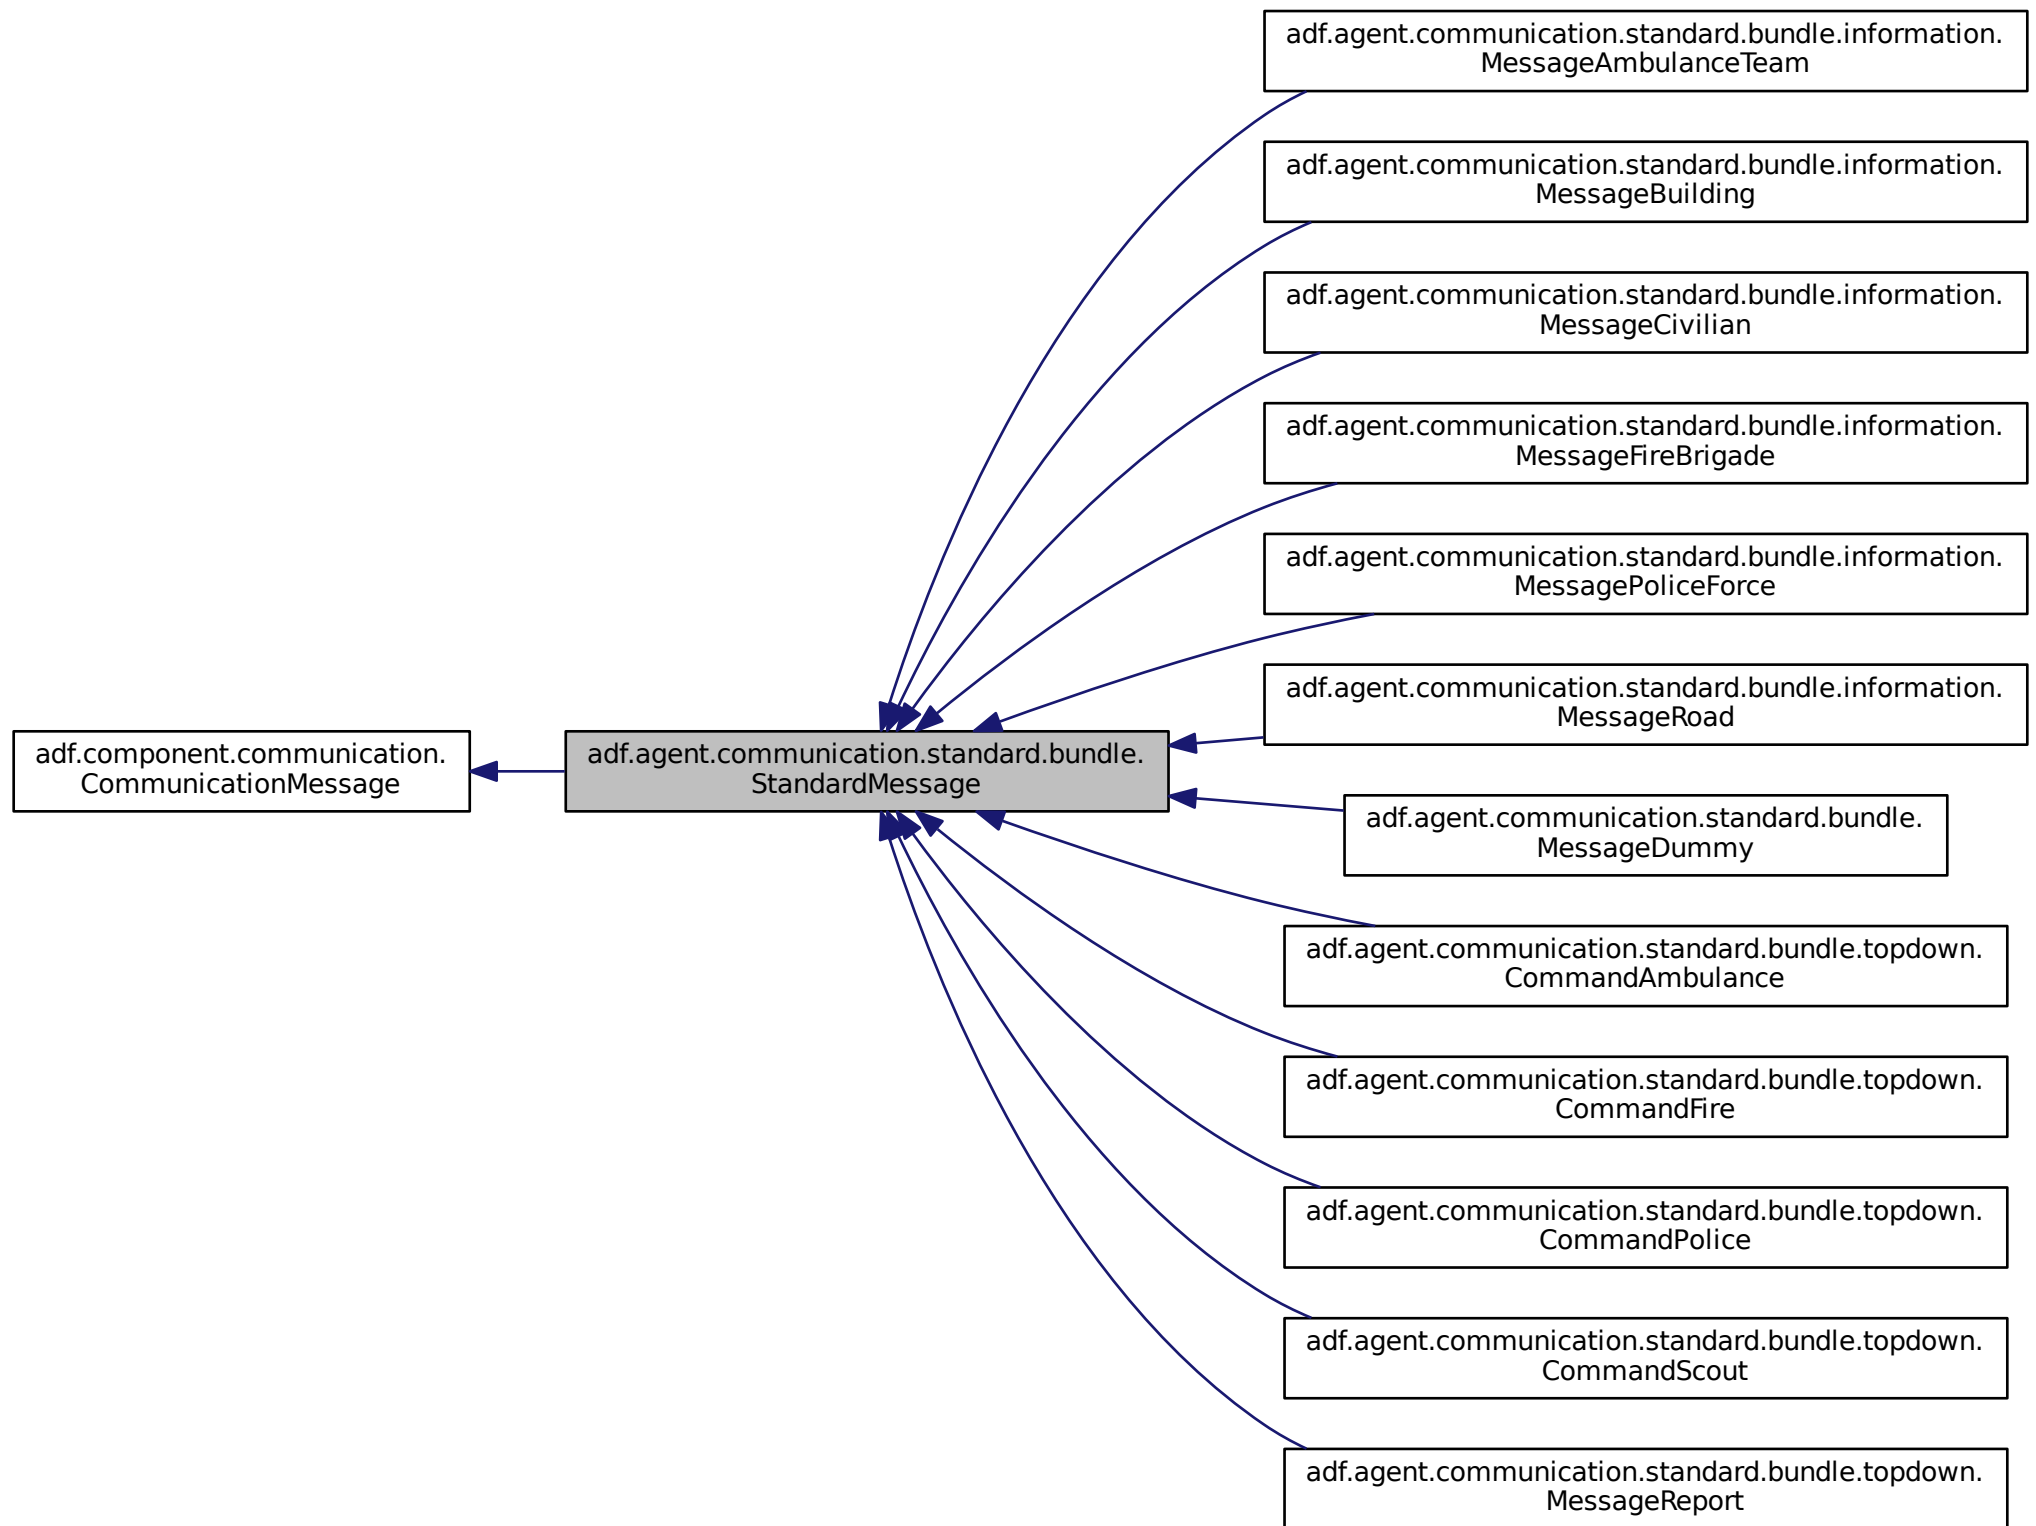 adf.agent.communication.standard.bundle.information.
MessageAmbulanceTeam
adf.agent.communication.standard.bundle.information.
MessageBuilding
adf.agent.communication.standard.bundle.information.
MessageCivilian
adf.agent.communication.standard.bundle.information.
MessageFireBrigade
adf.agent.communication.standard.bundle.information.
MessagePoliceForce
adf.agent.communication.standard.bundle.information.
MessageRoad
adf.component.communication.
CommunicationMessage
adf.agent.communication.standard.bundle.
StandardMessage
adf.agent.communication.standard.bundle.
MessageDummy
adf.agent.communication.standard.bundle.topdown.
CommandAmbulance
adf.agent.communication.standard.bundle.topdown.
CommandFire
adf.agent.communication.standard.bundle.topdown.
CommandPolice
adf.agent.communication.standard.bundle.topdown.
CommandScout
adf.agent.communication.standard.bundle.topdown.
MessageReport